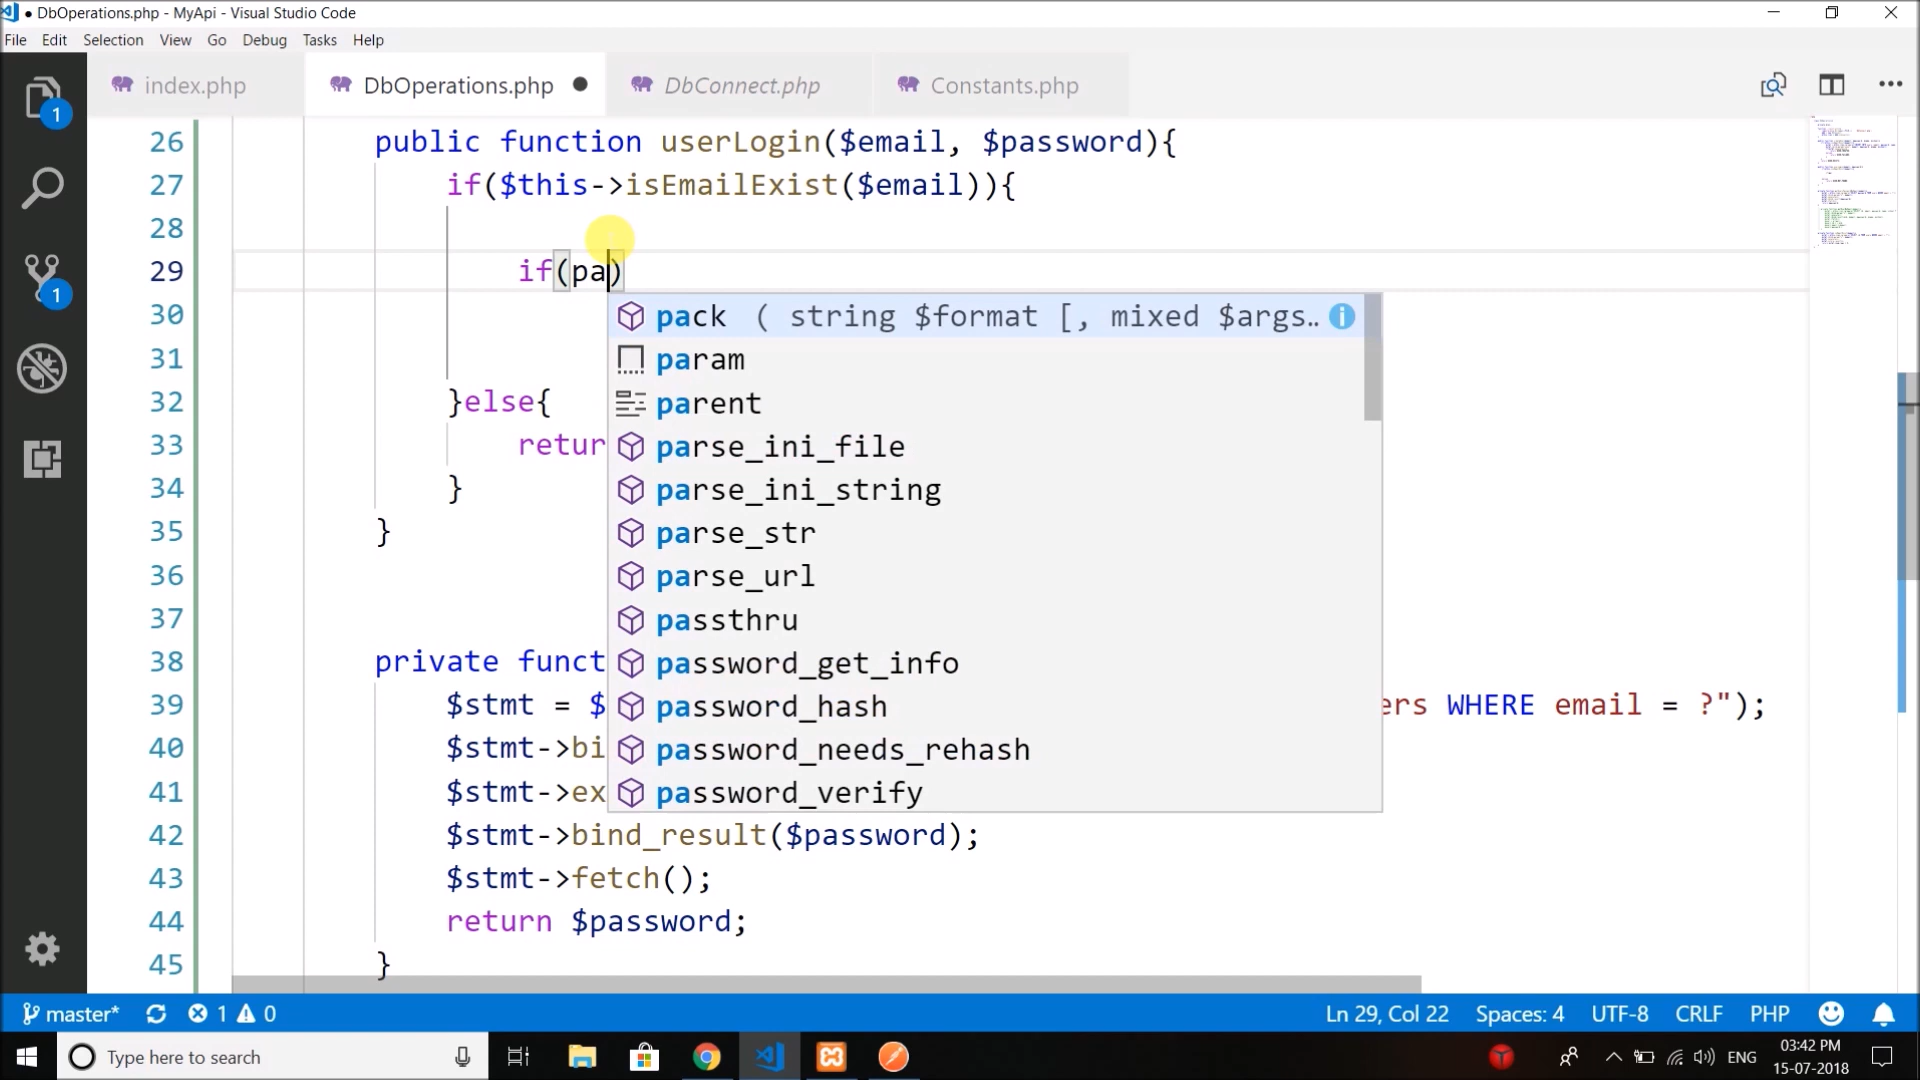 DbOperations.php - MyApi - Visual Studio Code
File Edit Selection View Go Debug Tasks Help
index.php DbOperations.php DbConnect.php Constants.php
26 public function userLogin($email, $password){
27 if($this->isEmailExist($email)){
28
29 if(pa)
30 pack ( string $format [, mixed $args..
31 param
parent
32 }else{
33 retur parse_ini_file
34 } parse_ini_string
35 } parse_str
36 parse_url
37 passthru
38 private funct password_get_info
39 $stmt = $ password_hash ers WHERE email = ?");
40 $stmt->bi password_needs_rehash
41 $stmt->ex password_verify
42 $stmt->bind_result($password);
43 $stmt->fetch();
44 return $password;
45 }
1
1
master* 1 0 Ln 29, Col 22 Spaces: 4 UTF-8 CRLF PHP
Type here to search ENG 03:42 PM
15-07-2018